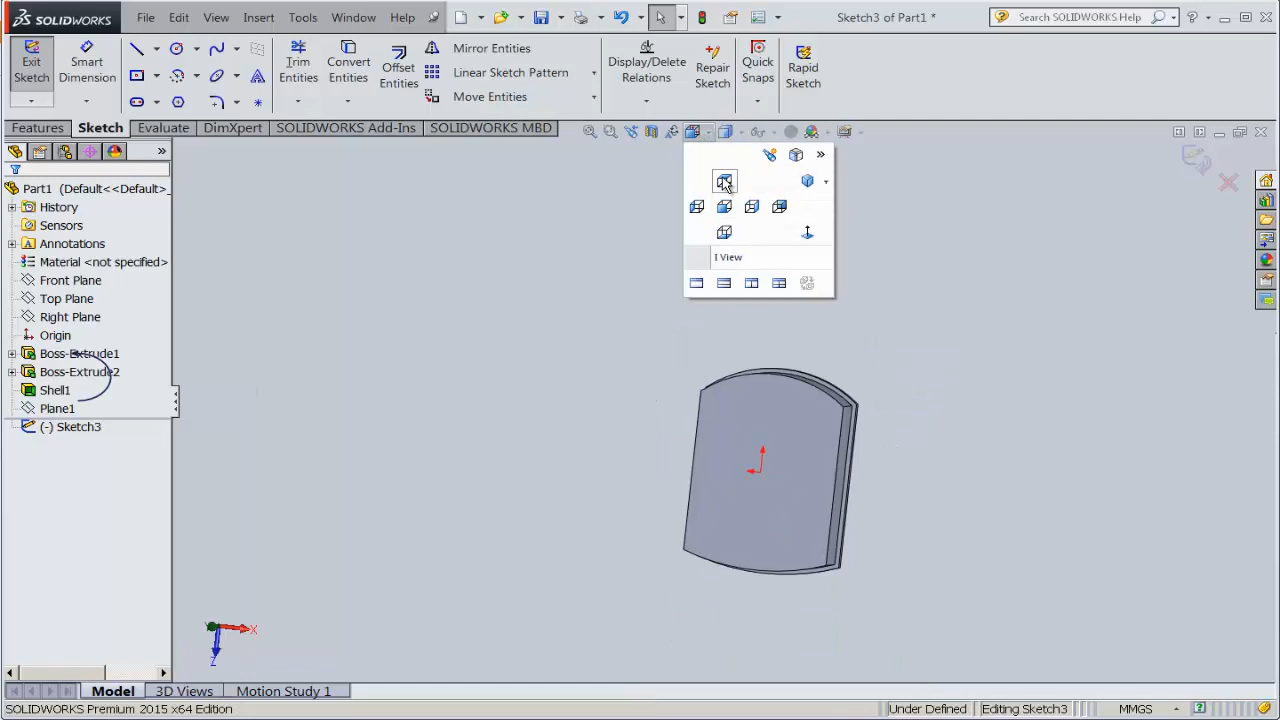 SOLIDWORKS File Edit View Insert Tools Window Help Sketch3 of Part1 * Search SOLIDWORKS Help
Exit Sketch
Smart Dimension
Trim Entities
Convert Entities
Offset Entities
Mirror Entities
Linear Sketch Pattern
Move Entities
Display/Delete Relations
Repair Sketch
Quick Snaps
Rapid Sketch
Features Sketch Evaluate DimXpert SOLIDWORKS Add-Ins SOLIDWORKS MBD
Part1 (Default<<Default>_
History
Sensors
Annotations
Material <not specified>
Front Plane
Top Plane
Right Plane
Origin
Boss-Extrude1
Boss-Extrude2
Shell1
Plane1
(-) Sketch3
I View
X
Z
Model 3D Views Motion Study 1
SOLIDWORKS Premium 2015 x64 Edition Under Defined Editing Sketch3 MMGS